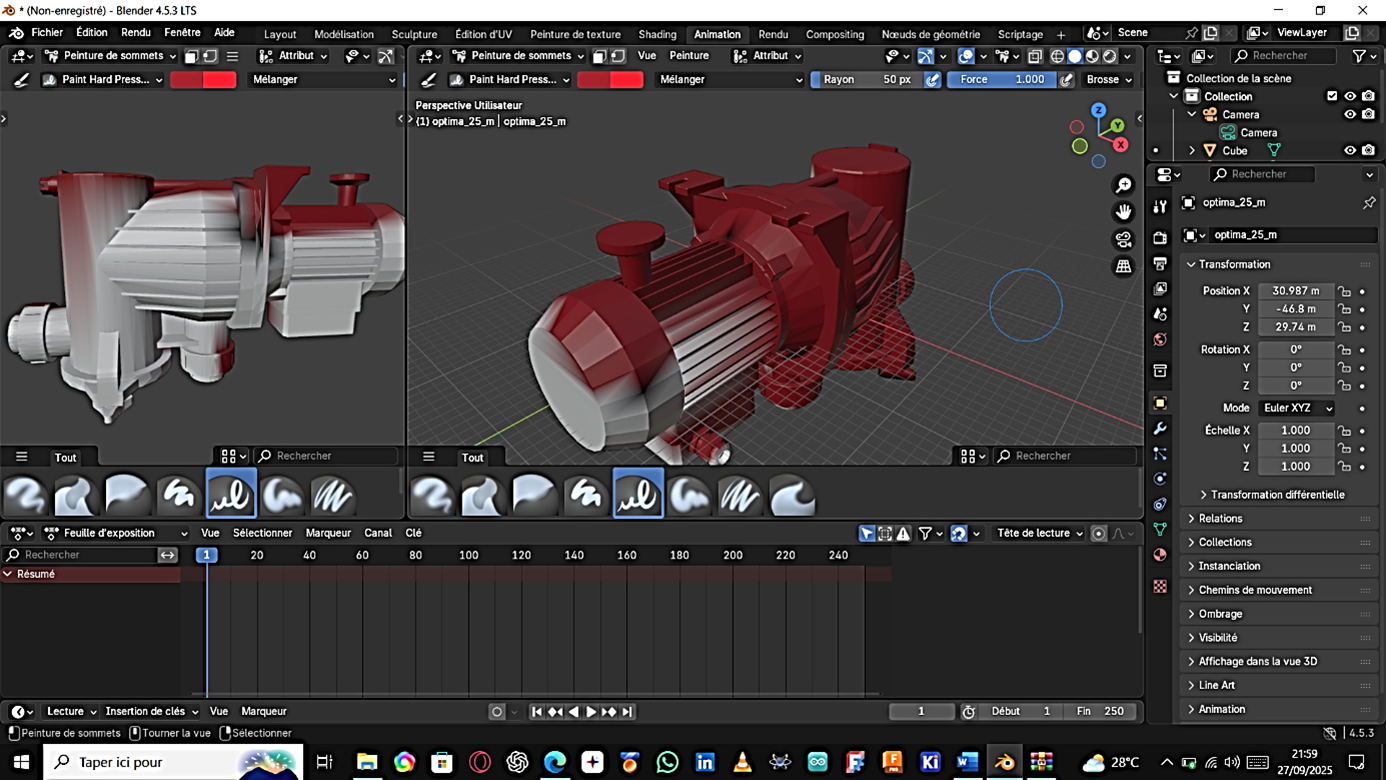 * (Non-enregistré) - Blender 4.5.3 LTS
Fichier Édition Rendu Fenêtre Aide Layout Modélisation Sculpture Édition d'UV Peinture de texture Shading Animation Rendu Compositing Nœuds de géométrie Scripting + Scene ViewLayer
Peinture de sommets Attribut
Peinture de sommets Vue Peinture Attribut
Rechercher
Paint Hard Press... Mélanger
Paint Hard Press... Mélanger Rayon 50 px Force 1.000 Brosse
Collection de la scène
Collection
Camera
Camera
Cube
Perspective Utilisateur
(1) optima_25_m | optima_25_m
Z
Y
X
Rechercher
optima_25_m
optima_25_m
Transformation
Position X 30.987 m
Y -46.8 m
Z 29.74 m
Rotation X 0°
Y 0°
Z 0°
Mode Euler XYZ
Échelle X 1.000
Y 1.000
Z 1.000
Transformation différentielle
Relations
Collections
Instanciation
Chemins de mouvement
Ombrage
Visibilité
Affichage dans la vue 3D
Line Art
Animation
Tout Rechercher
Tout Rechercher
Feuille d'exposition Vue Sélectionner Marqueur Canal Clé Tête de lecture
Rechercher
1 20 40 60 80 100 120 140 160 180 200 220 240
Résumé
Lecture Insertion de clés Vue Marqueur 1 Début 1 Fin 250
Peinture de sommets Tourner la vue Sélectionner 4.5.3
Taper ici pour
28°C
21:59
27/09/2025